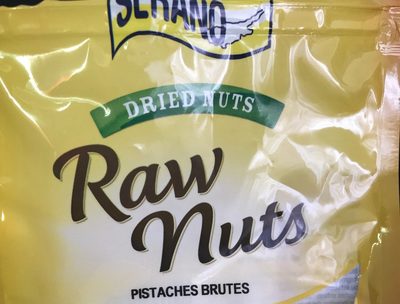 SERANO
DRIED NUTS
Raw
Nuts
PISTACHES BRUTES